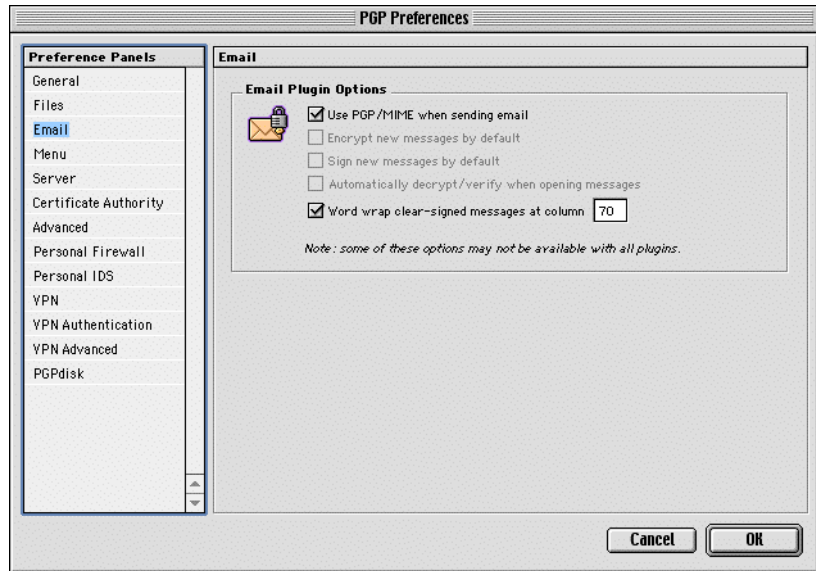 PGP Preferences
Preference Panels
General
Files
Email
Menu
Server
Certificate Authority
Advanced
Personal Firewall
Personal IDS
VPN
VPN Authentication
VPN Advanced
PGPdisk
Email
Email Plugin Options
Use PGP/MIME when sending email
Encrypt new messages by default
Sign new messages by default
Automatically decrypt/verify when opening messages
Word wrap clear-signed messages at column 70
Note: some of these options may not be available with all plugins.
Cancel OK